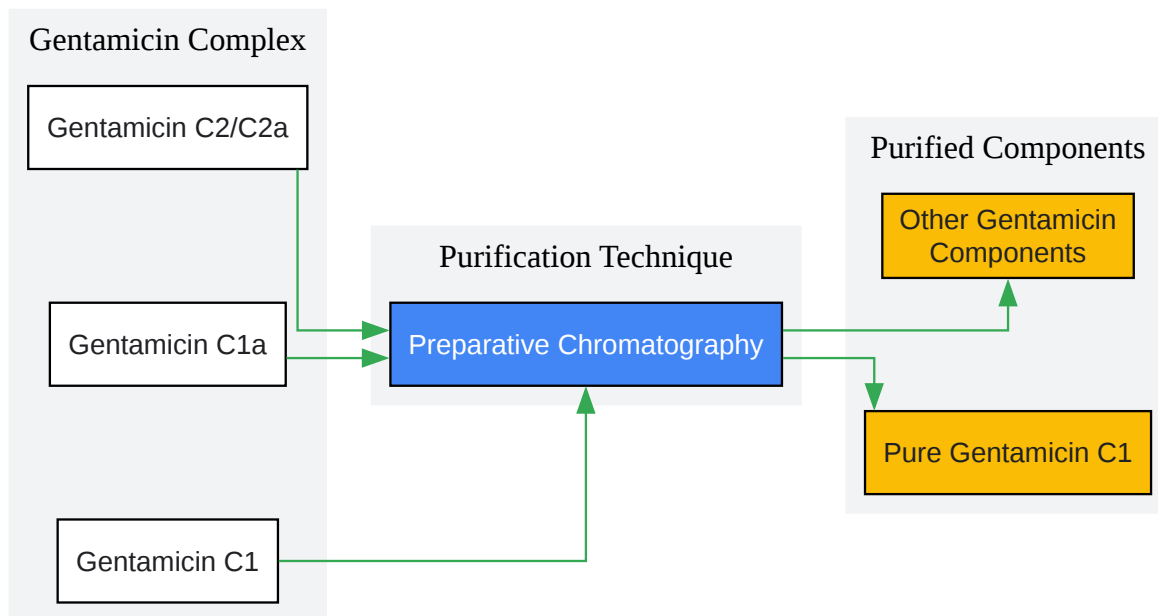 Gentamicin Complex
Gentamicin C2/C2a
Gentamicin C1a
Gentamicin C1
Purification Technique
Preparative Chromatography
Purified Components
Other Gentamicin
Components
Pure Gentamicin C1